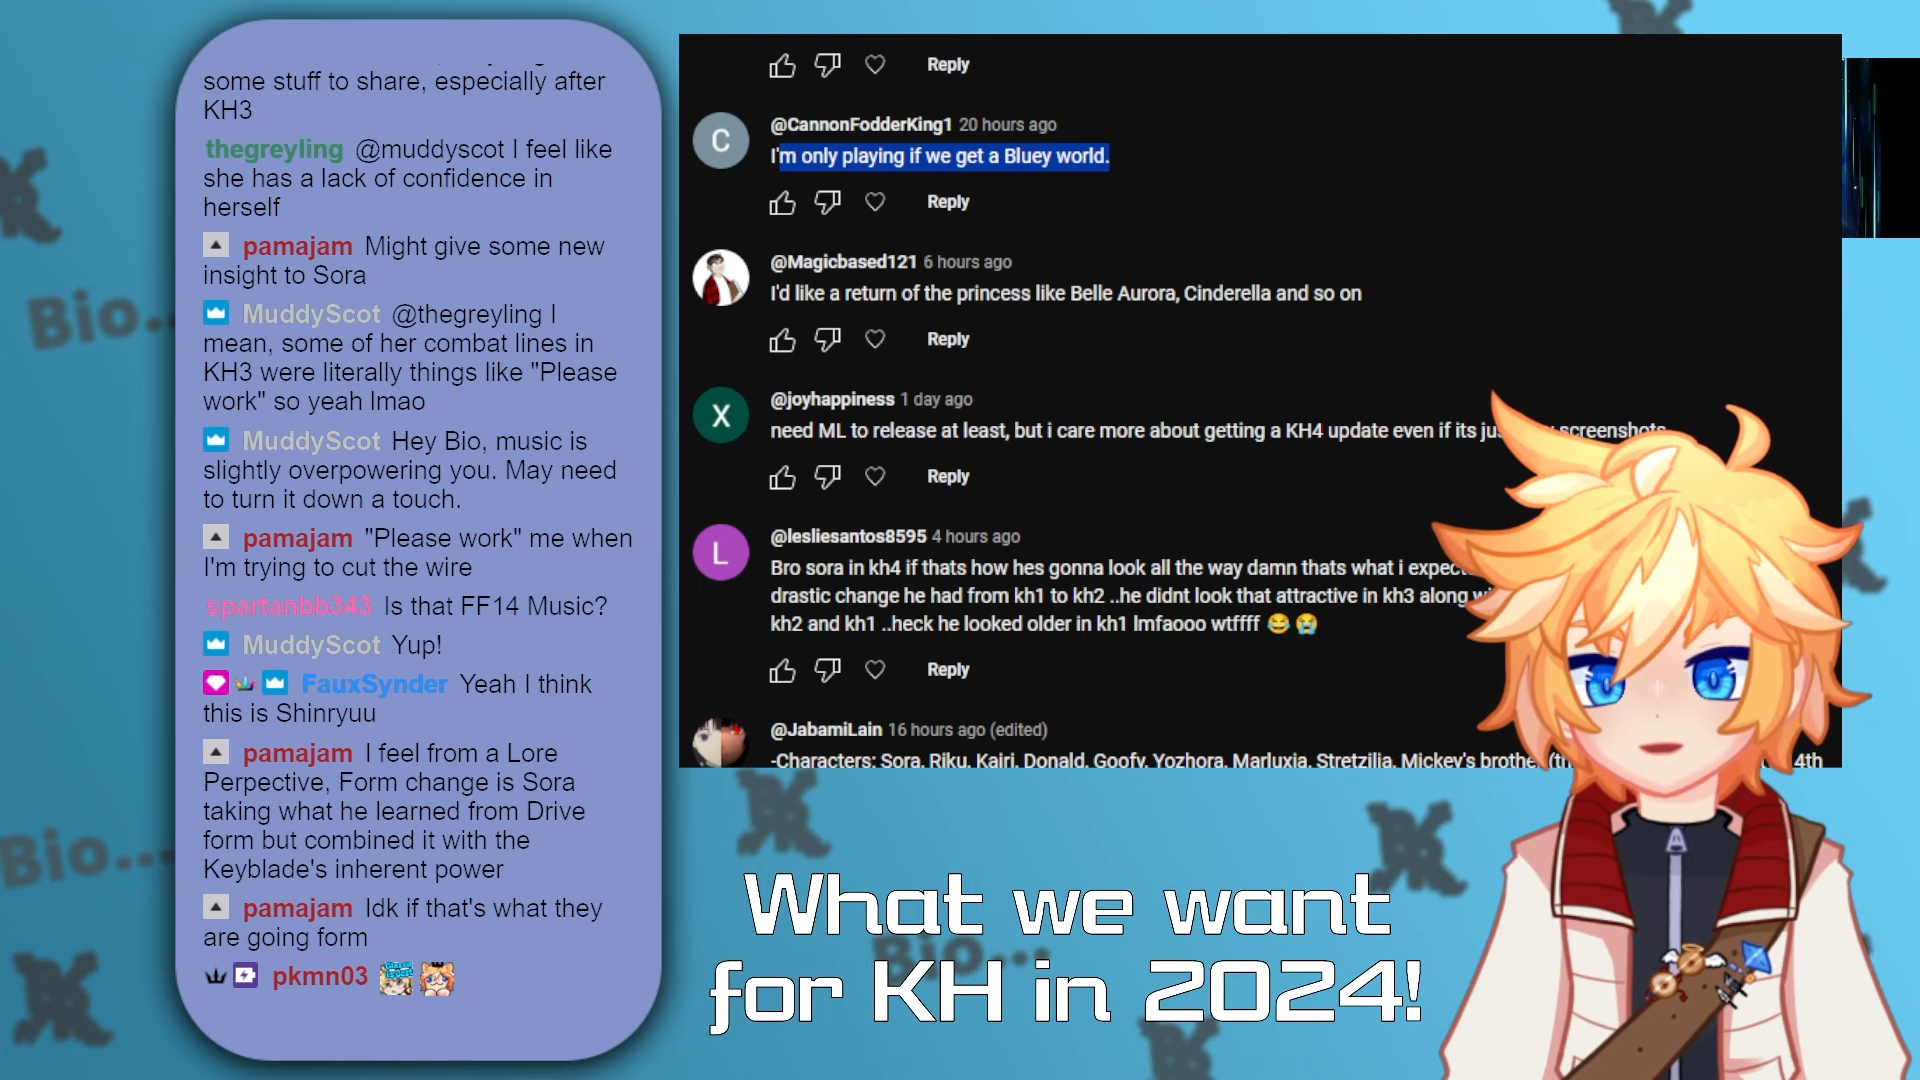 some stuff to share, especially after
KH3
thegreyling @muddyscot I feel like
she has a lack of confidence in
herself
pamajam Might give some new
insight to Sora
MuddyScot @thegreyling I
mean, some of her combat lines in
KH3 were literally things like "Please
work" so yeah lmao
MuddyScot Hey Bio, music is
slightly overpowering you. May need
to turn it down a touch.
pamajam "Please work" me when
I'm trying to cut the wire
spartanbb343 Is that FF14 Music?
MuddyScot Yup!
FauxSynder Yeah I think
this is Shinryuu
pamajam I feel from a Lore
Perpective, Form change is Sora
taking what he learned from Drive
form but combined it with the
Keyblade's inherent power
pamajam Idk if that's what they
are going form
pkmn03
Reply
C
@CannonFodderKing1 20 hours ago
I'm only playing if we get a Bluey world.
Reply
@Magicbased121 6 hours ago
I'd like a return of the princess like Belle Aurora, Cinderella and so on
Reply
X
@joyhappiness 1 day ago
need ML to release at least, but i care more about getting a KH4 update even if its screenshots
Reply
L
@lesliesantos8595 4 hours ago
Bro sora in kh4 if thats how hes gonna look all the way damn thats what i
drastic change he had from kh1 to kh2 ..he didnt look that attractive in kh3 along
kh2 and kh1 ..heck he looked older in kh1 lmfaooo wtffff 😂 😭
Reply
@JabamiLain 16 hours ago (edited)
-Characters: Sora, Riku, Kairi, Donald, Goofy, Yozhora, Marluxia, Stretzilia, Mickey's 4th
What we want
for KH in 2024!
Bio...
Bio...
Bio...